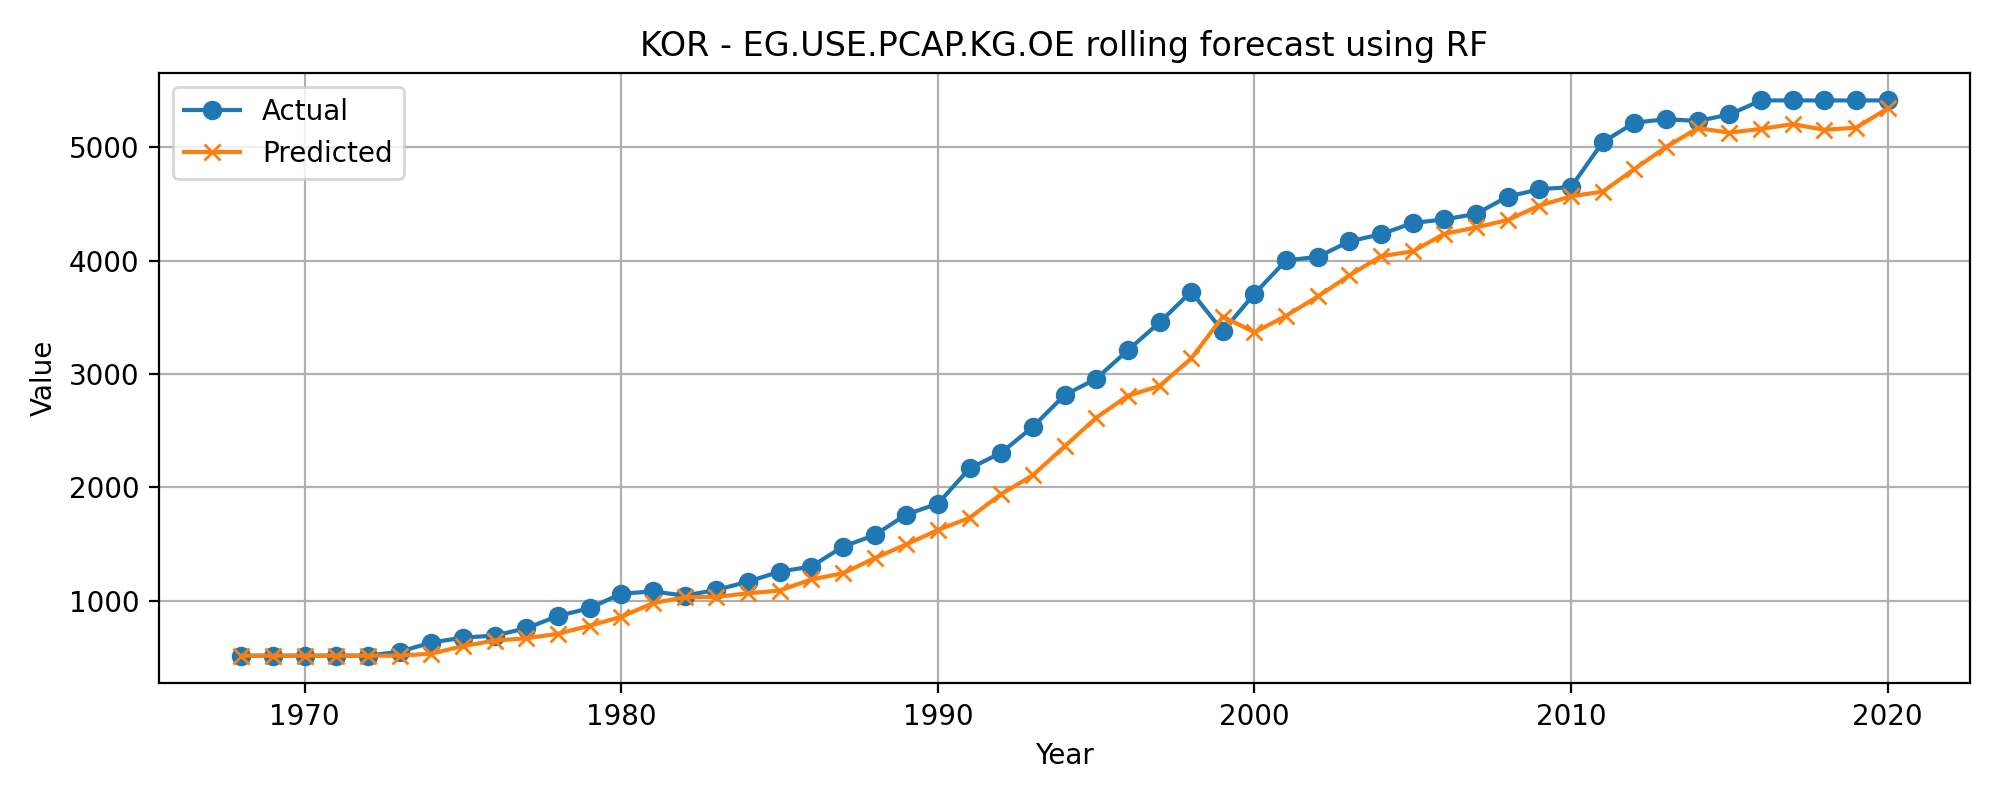 KOR - EG.USE.PCAP.KG.OE rolling forecast using RF
Actual
Predicted
Value
5000
4000
3000
2000
1000
1970 1980 1990 2000 2010 2020
Year